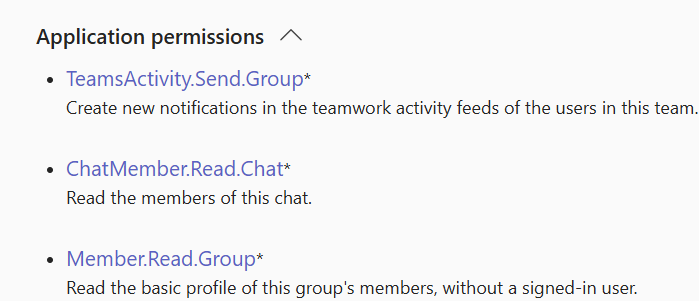 Application permissions
TeamsActivity.Send.Group*
Create new notifications in the teamwork activity feeds of the users in this team.
ChatMember.Read.Chat*
Read the members of this chat.
Member.Read.Group*
Read the basic profile of this group's members, without a signed-in user.